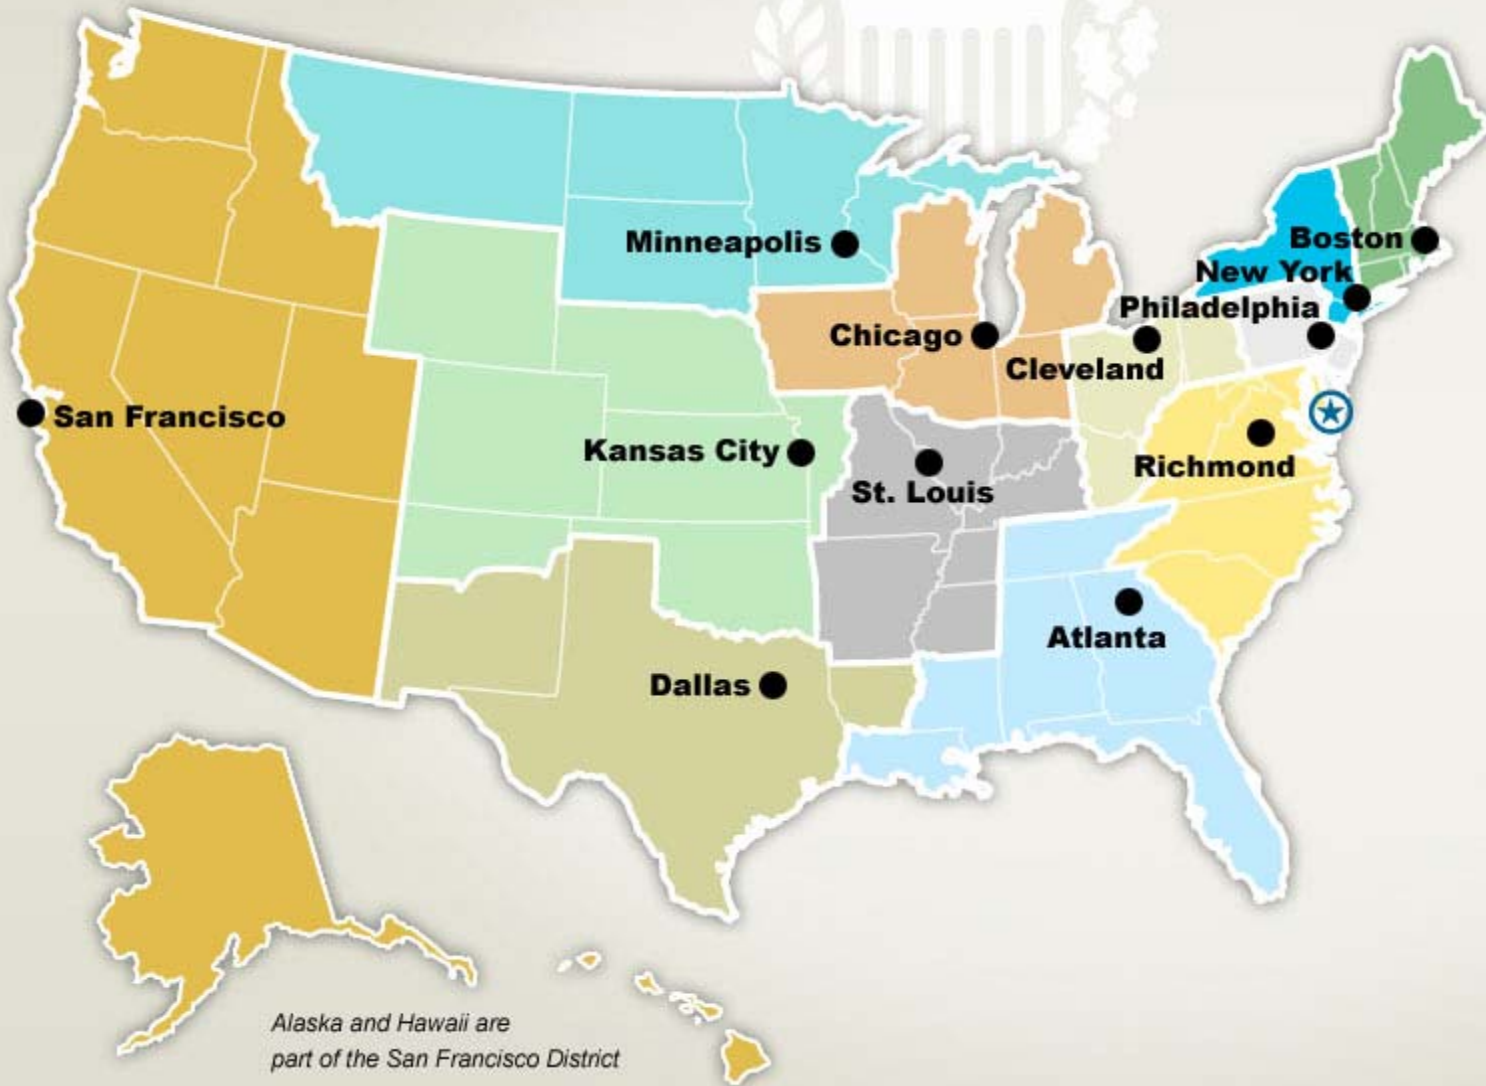 Minneapolis
Boston
New York
Philadelphia
Chicago
Cleveland
San Francisco
Kansas City
Richmond
St. Louis
Atlanta
Dallas
Alaska and Hawaii are
part of the San Francisco District